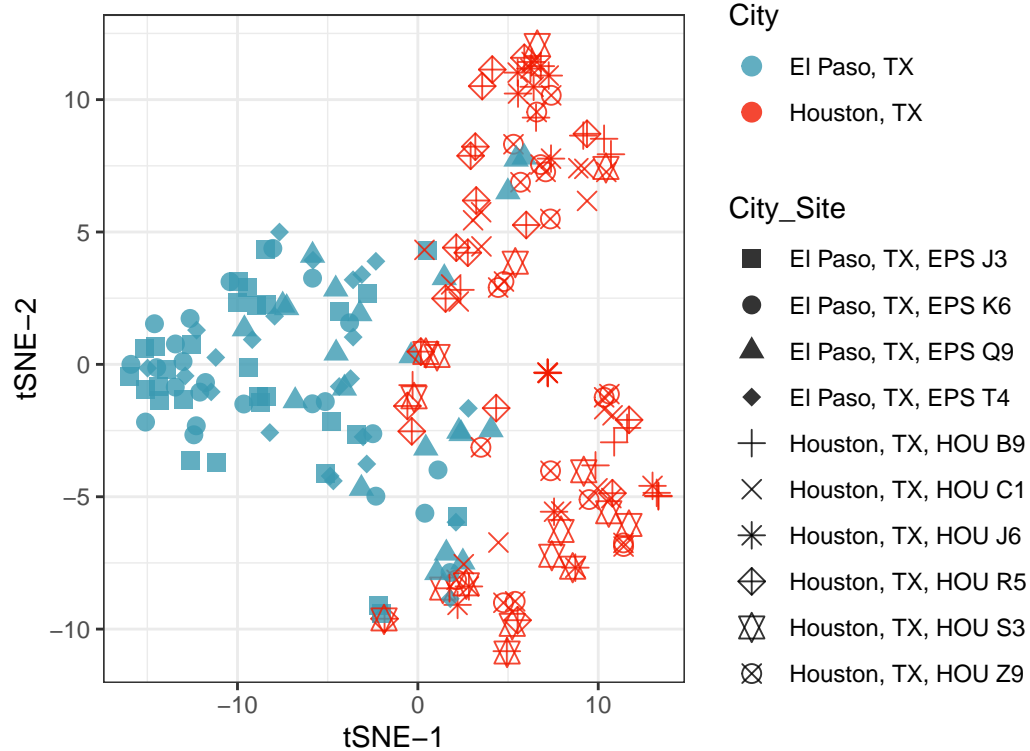 City
El Paso, TX
Houston, TX
City_Site
El Paso, TX, EPS J3
El Paso, TX, EPS K6
El Paso, TX, EPS Q9
El Paso, TX, EPS T4
Houston, TX, HOU B9
Houston, TX, HOU C1
Houston, TX, HOU J6
Houston, TX, HOU R5
Houston, TX, HOU S3
Houston, TX, HOU Z9
tSNE−2
10
5
0
−5
−10
−10
0
10
tSNE−1